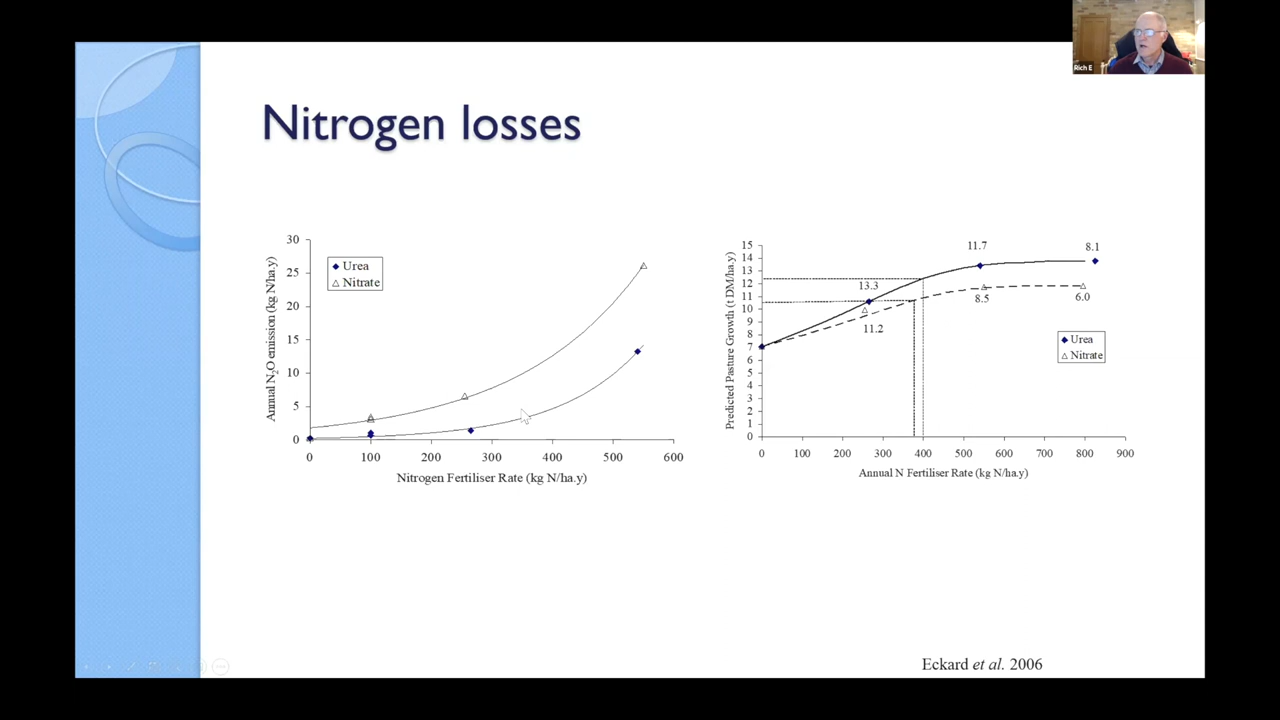 Rich E
Nitrogen losses
Annual N2O emission (kg N/ha.y)
30
25
20
15
10
5
0
Urea
Nitrate
0 100 200 300 400 500 600
Nitrogen Fertiliser Rate (kg N/ha.y)
Predicted Pasture Growth (t DM/ha.y)
15
14
13
12
11
10
9
8
7
6
5
4
3
2
1
0
11.7
8.1
13.3
8.5
6.0
11.2
Urea
Nitrate
0 100 200 300 400 500 600 700 800 900
Annual N Fertiliser Rate (kg N/ha.y)
Eckard et al. 2006